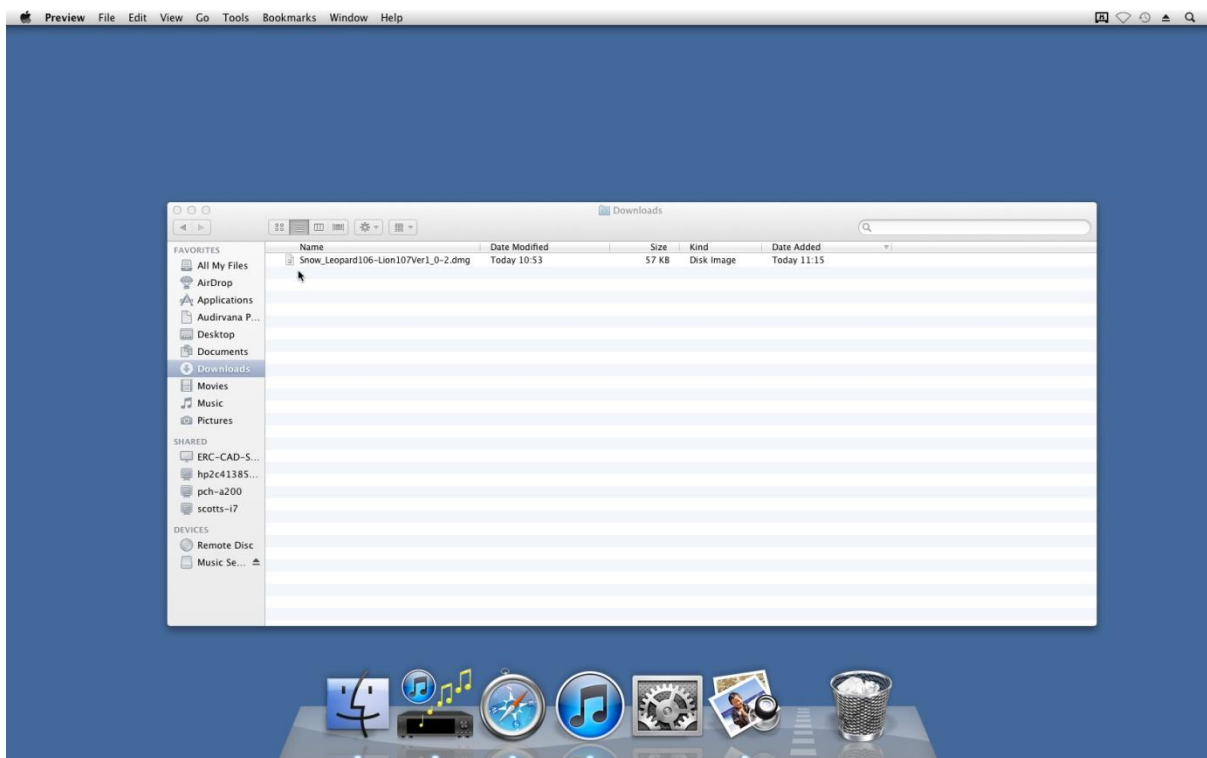 Preview File Edit View Go Tools Bookmarks Window Help
Downloads
FAVORITES
All My Files
AirDrop
Applications
Audirvana P...
Desktop
Documents
Downloads
Movies
Music
Pictures
SHARED
ERC-CAD-S...
hp2c41385...
pch-a200
scotts-i7
DEVICES
Remote Disc
Music Se...
Name Date Modified Size Kind Date Added
Snow_Leopard106-Lion107Ver1_0-2.dmg Today 10:53 57 KB Disk Image Today 11:15